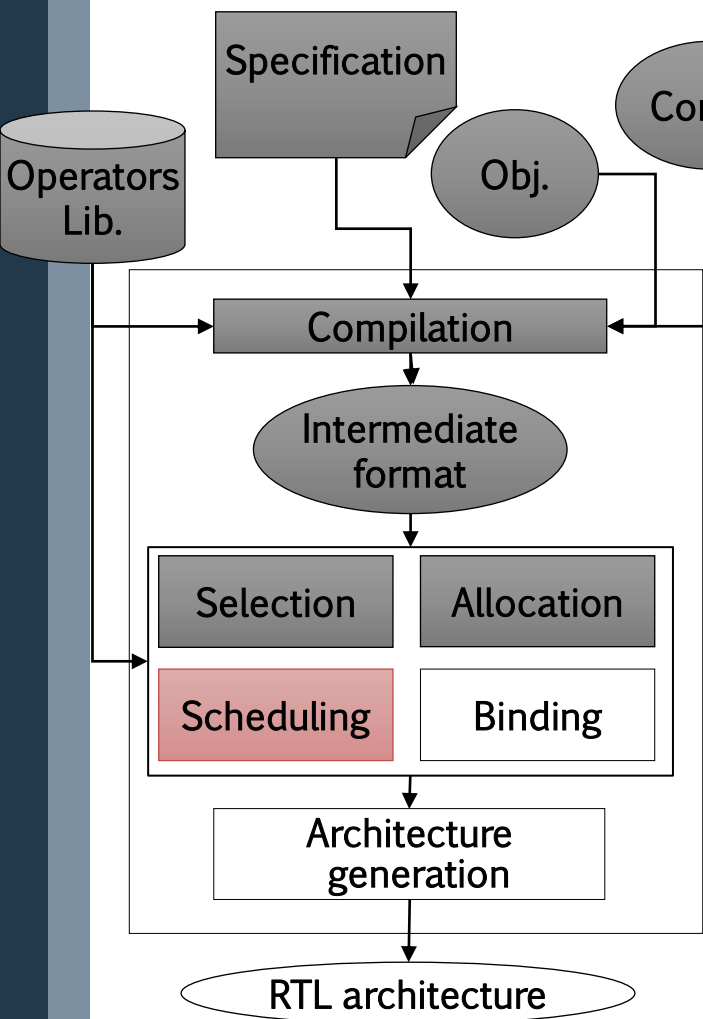 Specification
Operators
Lib.
Obj.
Compilation
Intermediate
format
Selection
Allocation
Scheduling
Binding
Architecture
generation
RTL architecture